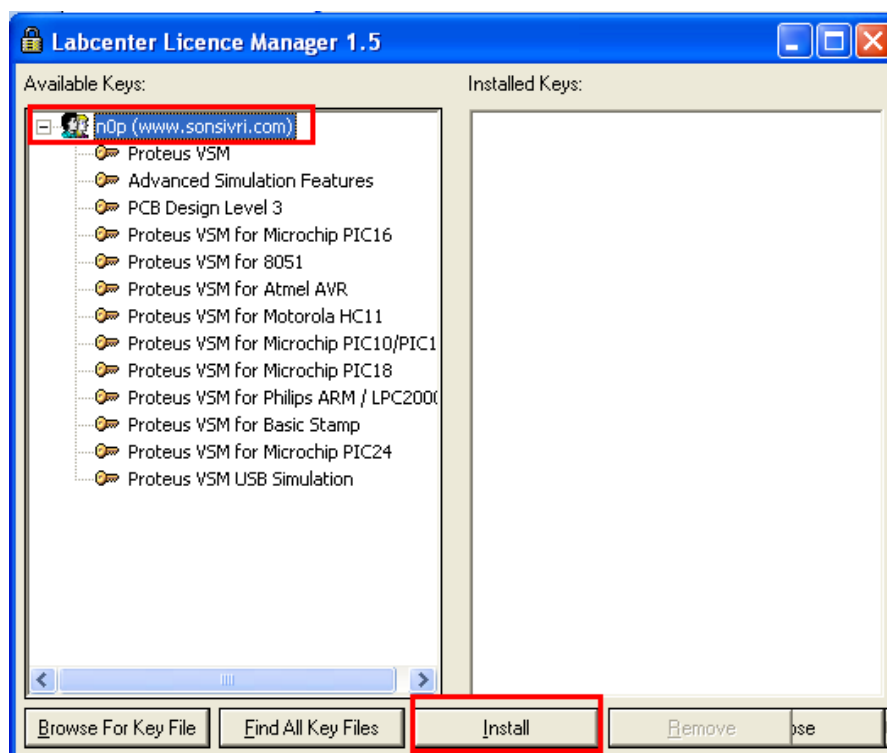 Labcenter Licence Manager 1.5
Available Keys:
Installed Keys:
n0p (www.sonsivri.com)
Proteus VSM
Advanced Simulation Features
PCB Design Level 3
Proteus VSM for Microchip PIC16
Proteus VSM for 8051
Proteus VSM for Atmel AVR
Proteus VSM for Motorola HC11
Proteus VSM for Microchip PIC10/PIC1
Proteus VSM for Microchip PIC18
Proteus VSM for Philips ARM / LPC200
Proteus VSM for Basic Stamp
Proteus VSM for Microchip PIC24
Proteus VSM USB Simulation
Browse For Key File Find All Key Files Install Remove ose